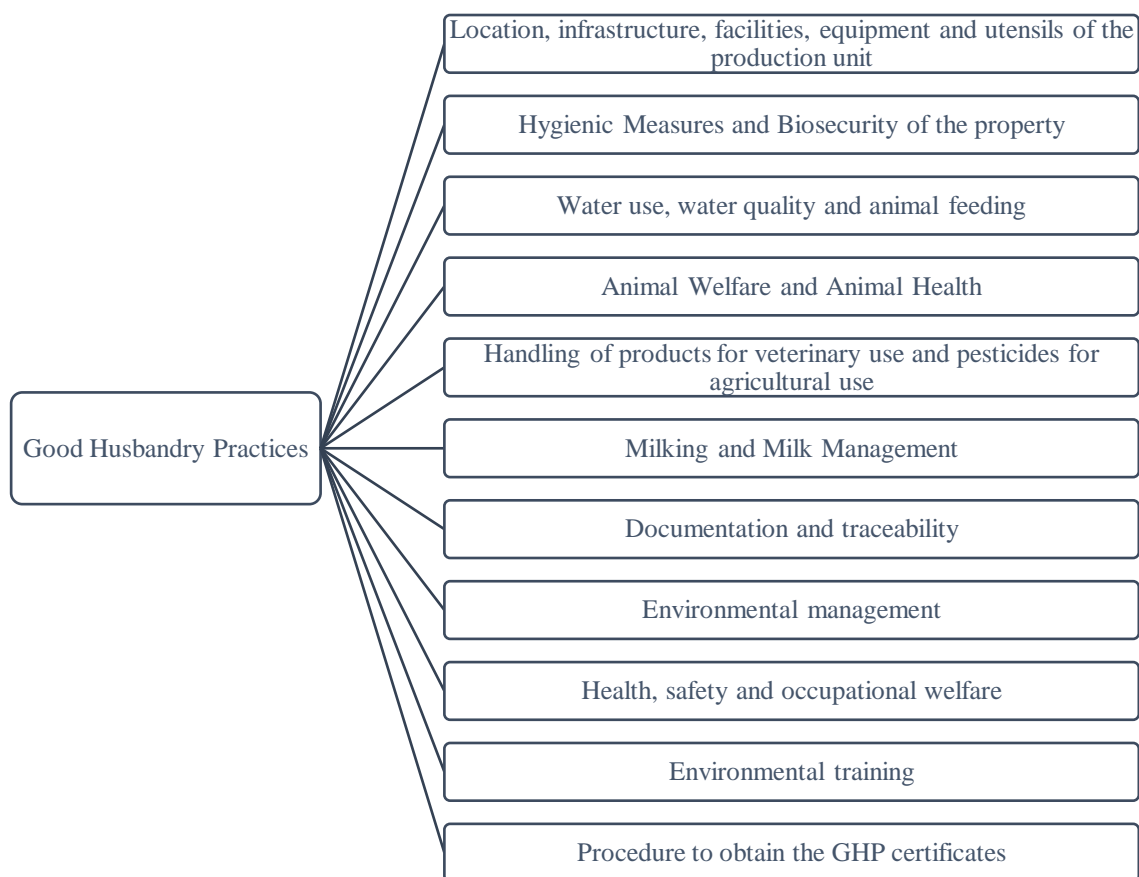 Location, infrastructure, facilities, equipment and utensils of the
production unit
Hygienic Measures and Biosecurity of the property
Water use, water quality and animal feeding
Animal Welfare and Animal Health
Handling of products for veterinary use and pesticides for
agricultural use
Good Husbandry Practices
Milking and Milk Management
Documentation and traceability
Environmental management
Health, safety and occupational welfare
Environmental training
Procedure to obtain the GHP certificates